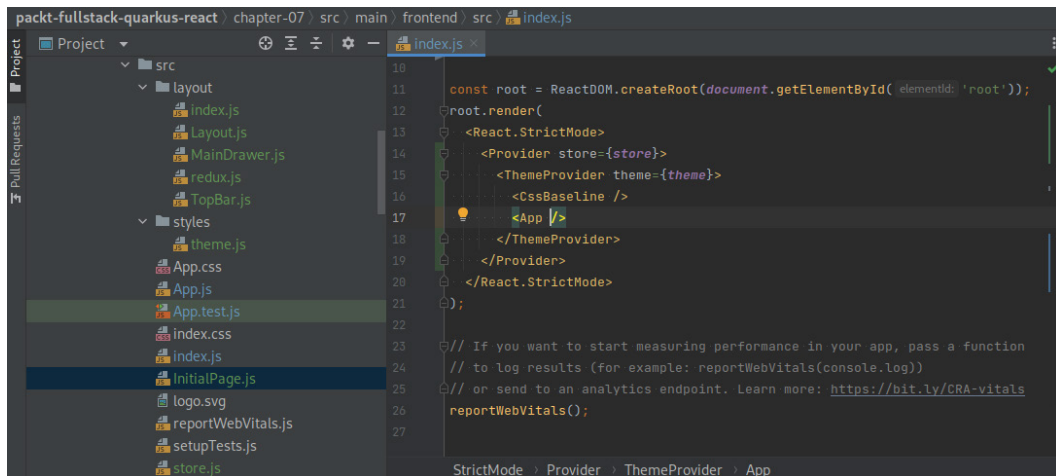 packt-fullstack-quarkus-react › chapter-07 › src › main › frontend › src › index.js
Project
Pull Requests
Project
src
layout
index.js
Layout.js
MainDrawer.js
redux.js
TopBar.js
styles
theme.js
App.css
App.js
App.test.js
index.css
index.js
InitialPage.js
logo.svg
reportWebVitals.js
setupTests.js
store.js
index.js
10
11 const root = ReactDOM.createRoot(document.getElementById( elementId: 'root'));
12 root.render(
13 <React.StrictMode>
14 <Provider store={store}>
15 <ThemeProvider theme={theme}>
16 <CssBaseline />
17 <App />
18 </ThemeProvider>
19 </Provider>
20 </React.StrictMode>
21 );
22
23 // If you want to start measuring performance in your app, pass a function
24 // to log results (for example: reportWebVitals(console.log))
25 // or send to an analytics endpoint. Learn more: https://bit.ly/CRA-vitals
26 reportWebVitals();
27
StrictMode › Provider › ThemeProvider › App